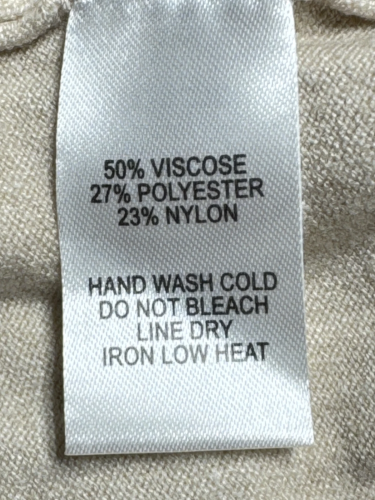 50% VISCOSE
27% POLYESTER
23% NYLON
HAND WASH COLD
DO NOT BLEACH
LINE DRY
IRON LOW HEAT